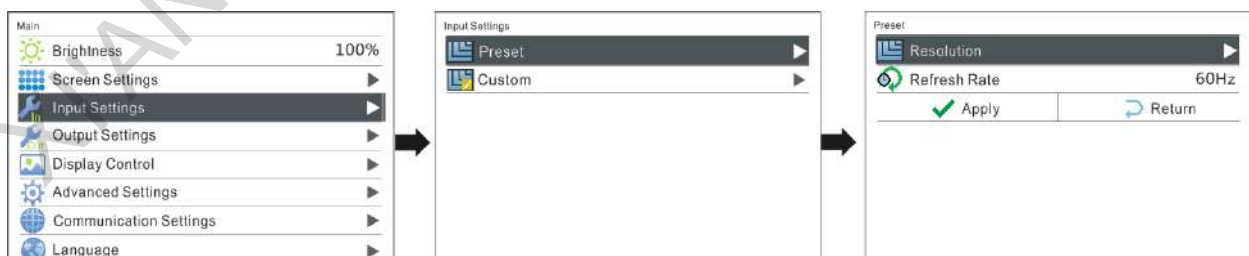 Main
Brightness 100%
Screen Settings
Input Settings
Output Settings
Display Control
Advanced Settings
Communication Settings
Language
Input Settings
Preset
Custom
Preset
Resolution
Refresh Rate 60Hz
Apply Return